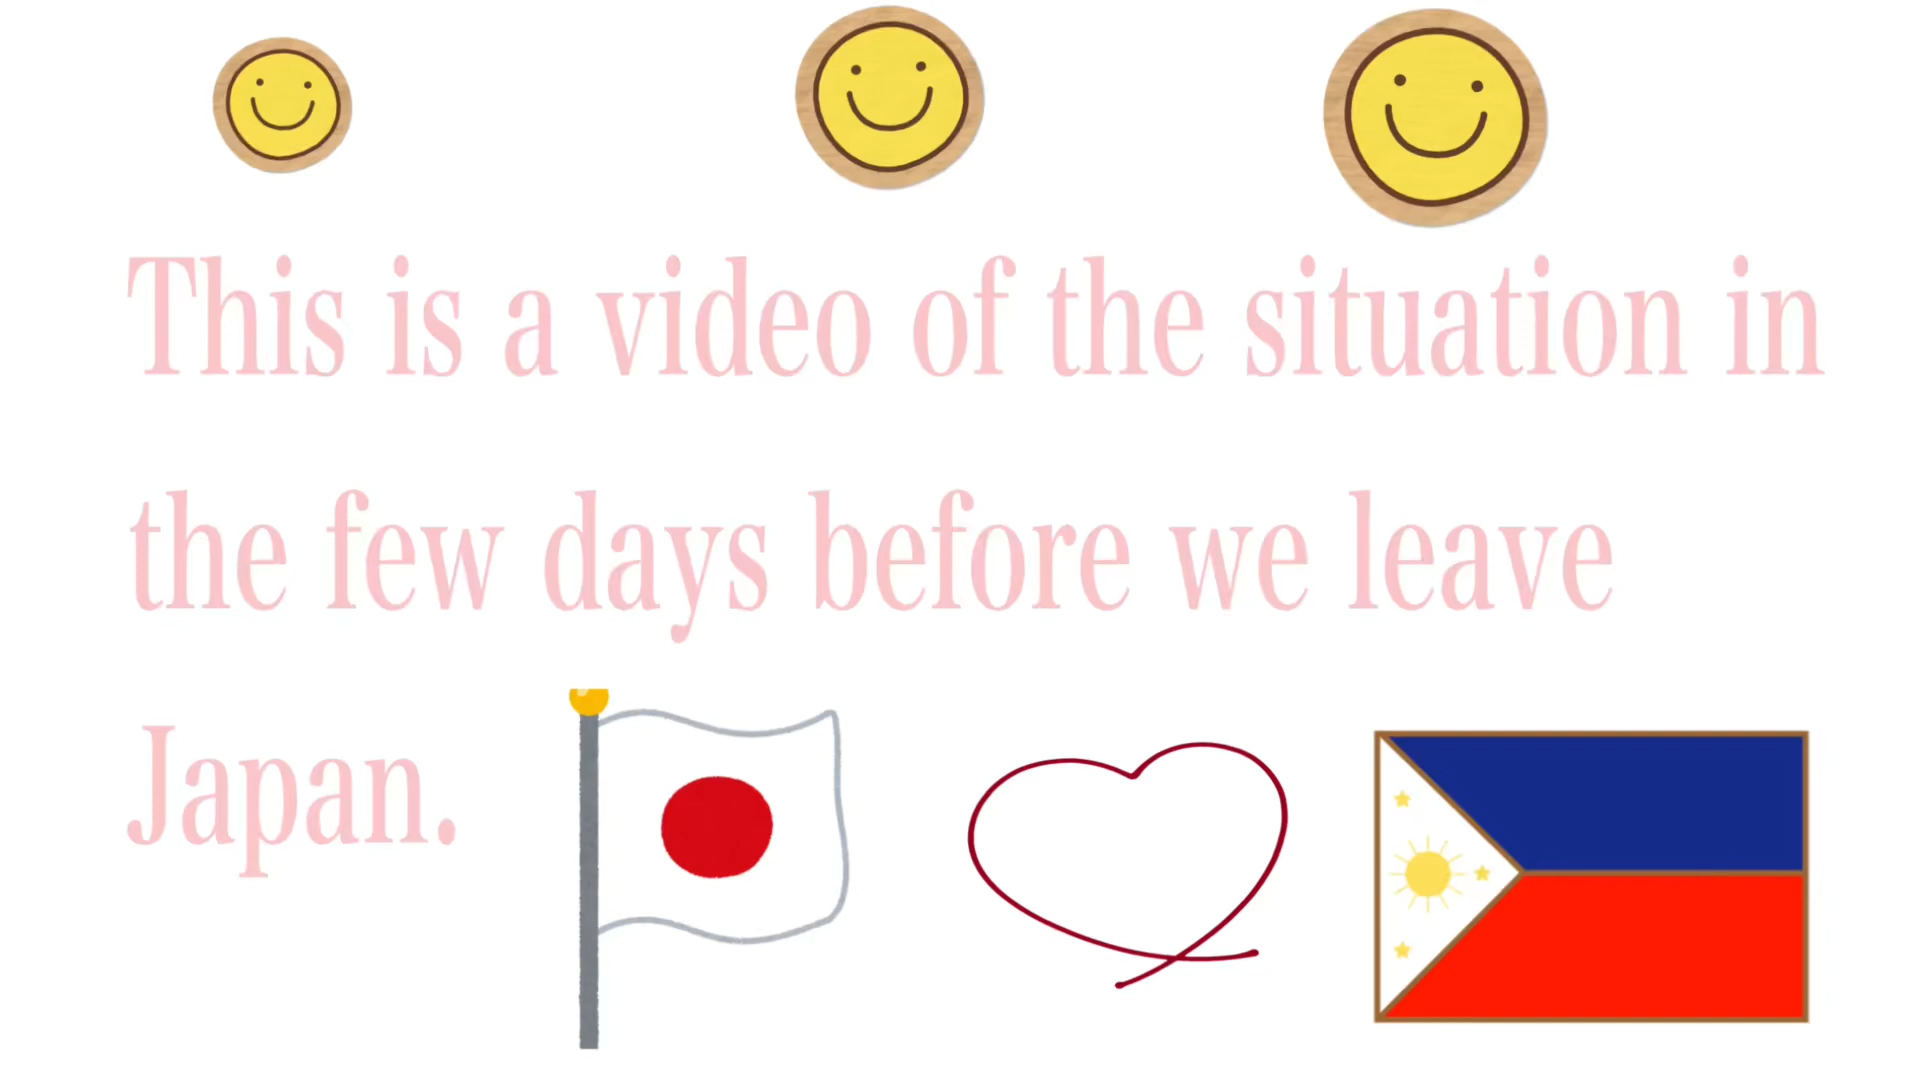 This is a video of the situation in
the few days before we leave
Japan.